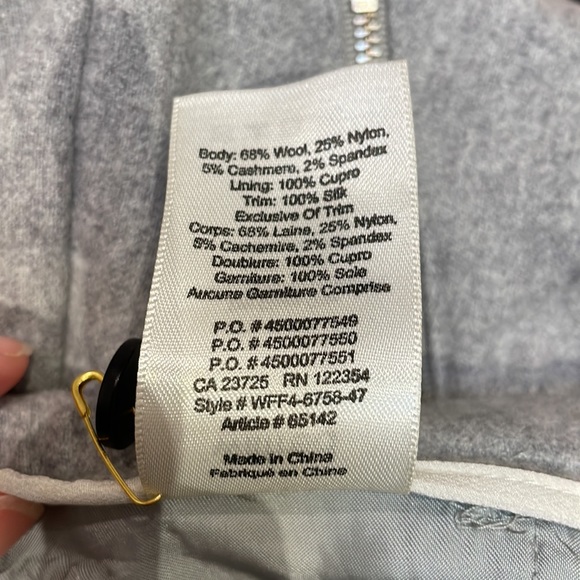 Body: 68% Wool, 25% Nylon,
5% Cashmere, 2% Spandex
Lining: 100% Cupro
Trim: 100% Silk
Exclusive Of Trim
Corps: 68% Laine, 25% Nylon,
5% Cachemire, 2% Spandex
Doublure: 100% Cupro
Garniture: 100% Soie
Aucune Garniture Comprise
P.O. # 4500077549
P.O. # 4500077550
P.O. # 4500077551
CA 23725 RN 122354
Style # WFF4-6758-47
Article # 65142
Made in China
Fabriqué en Chine